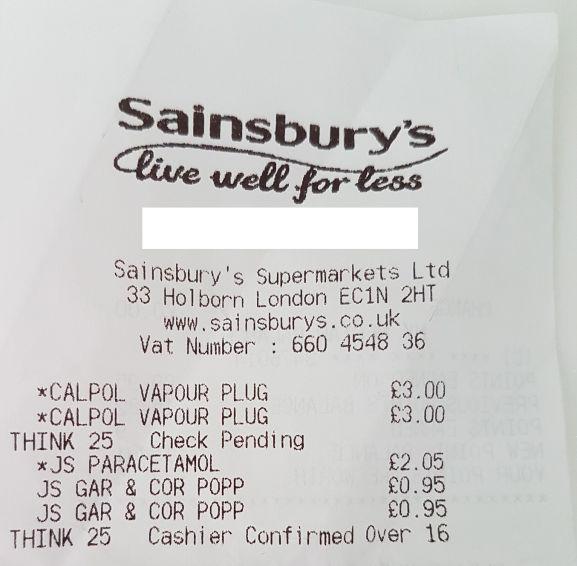 Sainsbury's
live well for less
Sainsbury's Supermarkets Ltd
33 Holborn London EC1N 2HT
www.sainsburys.co.uk
Vat Number : 660 4548 36
*CALPOL VAPOUR PLUG £3.00
*CALPOL VAPOUR PLUG £3.00
THINK 25 Check Pending
*JS PARACETAMOL £2.05
JS GAR & COR POPP £0.95
JS GAR & COR POPP £0.95
THINK 25 Cashier Confirmed Over 16